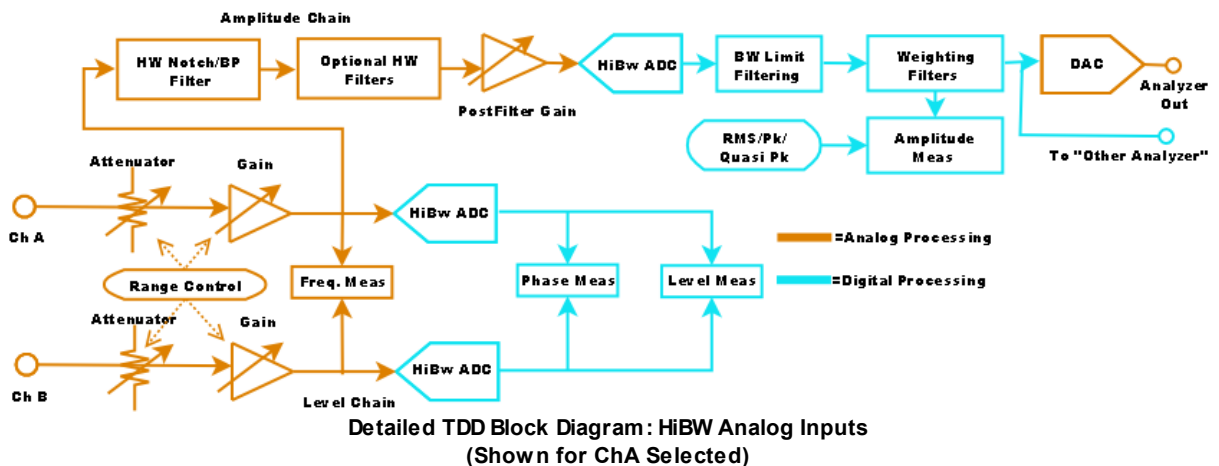 Amplitude Chain
HW Notch/BP
Filter
Optional HW
Filters
PostFilter Gain
HiBw ADC
BW Limit
Filtering
Weighting
Filters
DAC
Analyzer
Out
RMS/Pk/
Quasi Pk
Amplitude
Meas
To "Other Analyzer"
Attenuator
Gain
Ch A
HiBw ADC
Range Control
Freq. Meas
Phase Meas
Level Meas
=Analog Processing
=Digital Processing
Attenuator
Gain
Ch B
HiBw ADC
Level Chain
Detailed TDD Block Diagram: HiBW Analog Inputs
(Shown for ChA Selected)